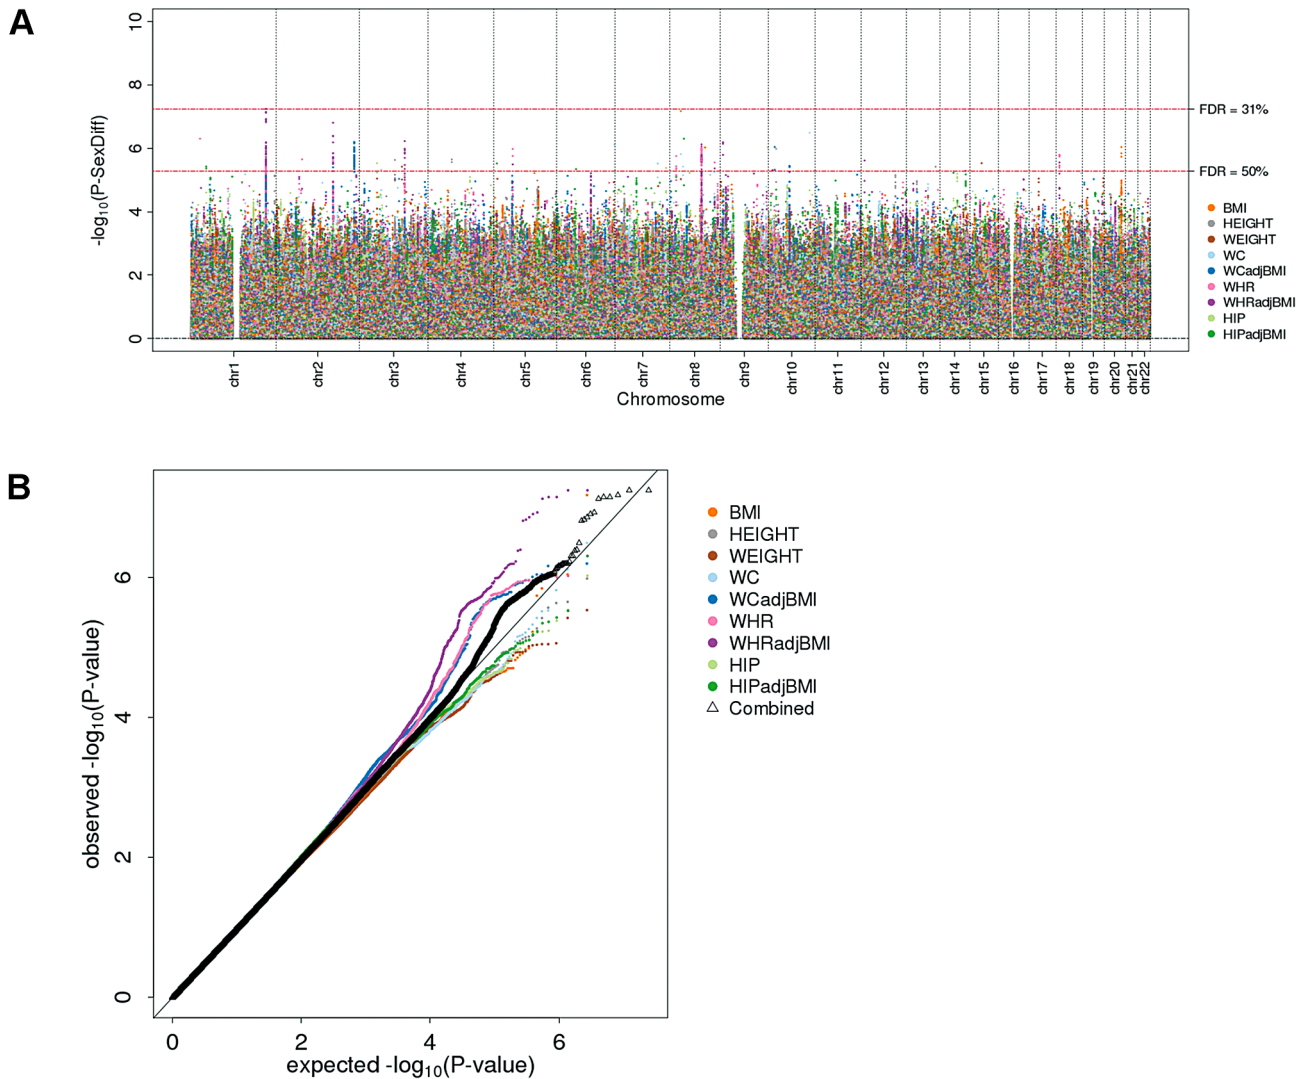 A
10
8
6
4
2
0
-log10(P-SexDiff)
FDR = 31%
FDR = 50%
BMI
HEIGHT
WEIGHT
WC
WCadjBMI
WHR
WHRadjBMI
HIP
HIPadjBMI
chr1
chr2
chr3
chr4
chr5
chr6
chr7
chr8
chr9
chr10
chr11
chr12
chr13
chr14
chr15
chr16
chr17
chr18
chr19
chr20
chr21
chr22
Chromosome
B
6
4
2
0
observed -log10(P-value)
0 2 4 6
expected -log10(P-value)
BMI
HEIGHT
WEIGHT
WC
WCadjBMI
WHR
WHRadjBMI
HIP
HIPadjBMI
Combined